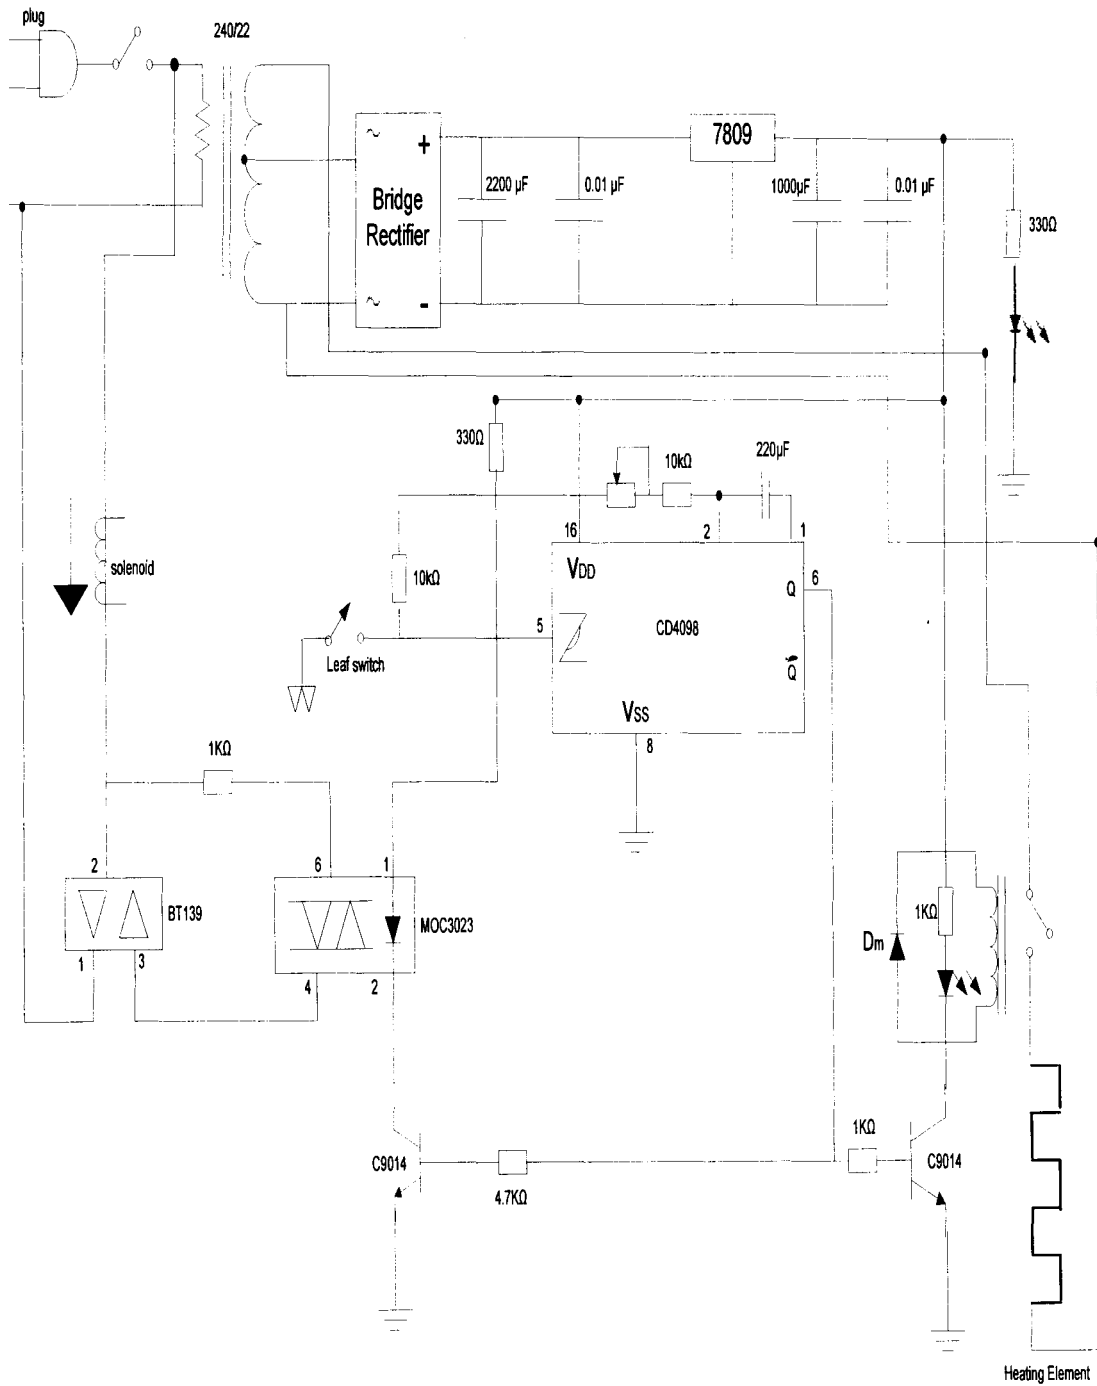 plug
240/22
~
+
7809
2200 µF
0.01 µF
1000µF
0.01 µF
Bridge
Rectifier
330Ω
~
-
330Ω
10kΩ
220µF
16
2
1
VDD
6
Q
solenoid
10kΩ
5
CD4098
Leaf switch
Q
VSS
8
1KΩ
2
6
1
BT139
MOC3023
1KΩ
Dm
1
3
4
2
1KΩ
C9014
C9014
4.7KΩ
Heating Element